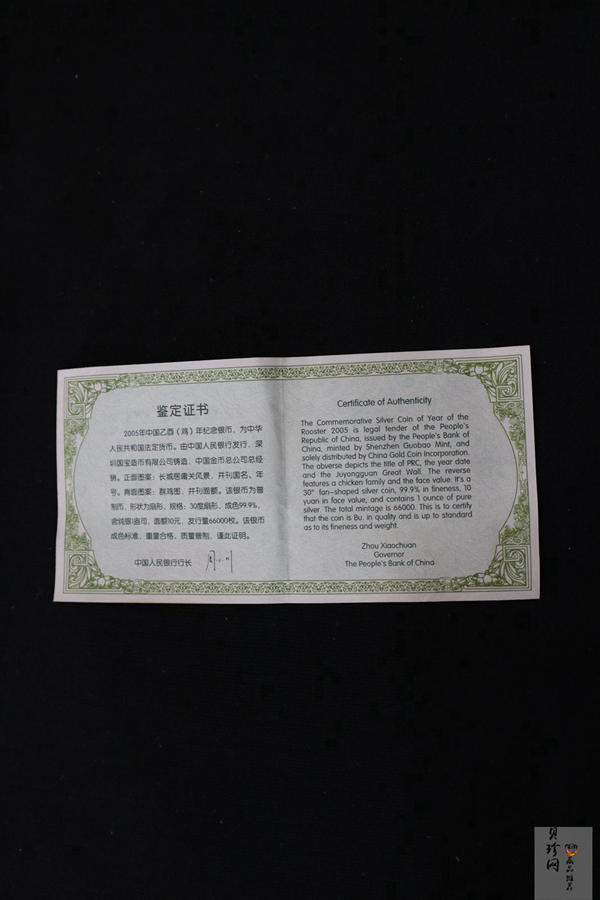 鉴定证书
2005年中国乙酉（鸡）年纪念银币，为中华
人民共和国法定货币。由中国人民银行发行，深
圳国宝造币有限公司铸造，中国金币总公司总经
销。正面图案：长城居庸关风景，并刊国名、年
号。背面图案：群鸡图，并刊面额。该银币为普
制币，形状为扇形，规格：30度扇形，成色99.9%，
含纯银1盎司，面额10元，发行量66000枚。该银币
成色标准，重量合格，质量普制，谨此证明。
中国人民银行行长 周小川
Certificate of Authenticity
The Commemorative Silver Coin of Year of the
Rooster 2005 is legal tender of the People's
Republic of China, issued by the People's Bank of
China, minted by Shenzhen Guobao Mint, and
solely distributed by China Gold Coin Incorporation.
The obverse depicts the title of PRC, the year date
and the Juyongguan Great Wall. The reverse
features a chicken family and the face value. It's a
30° fan-shaped silver coin, 99.9% in fineness, 10
yuan in face value, and contains 1 ounce of pure
silver. The total mintage is 66000. This is to certify
that the coin is Bu. in quality and is up to standard
as to its fineness and weight.
Zhou Xiaochuan
Governor
The People's Bank of China
贝珍网
藏品推荐